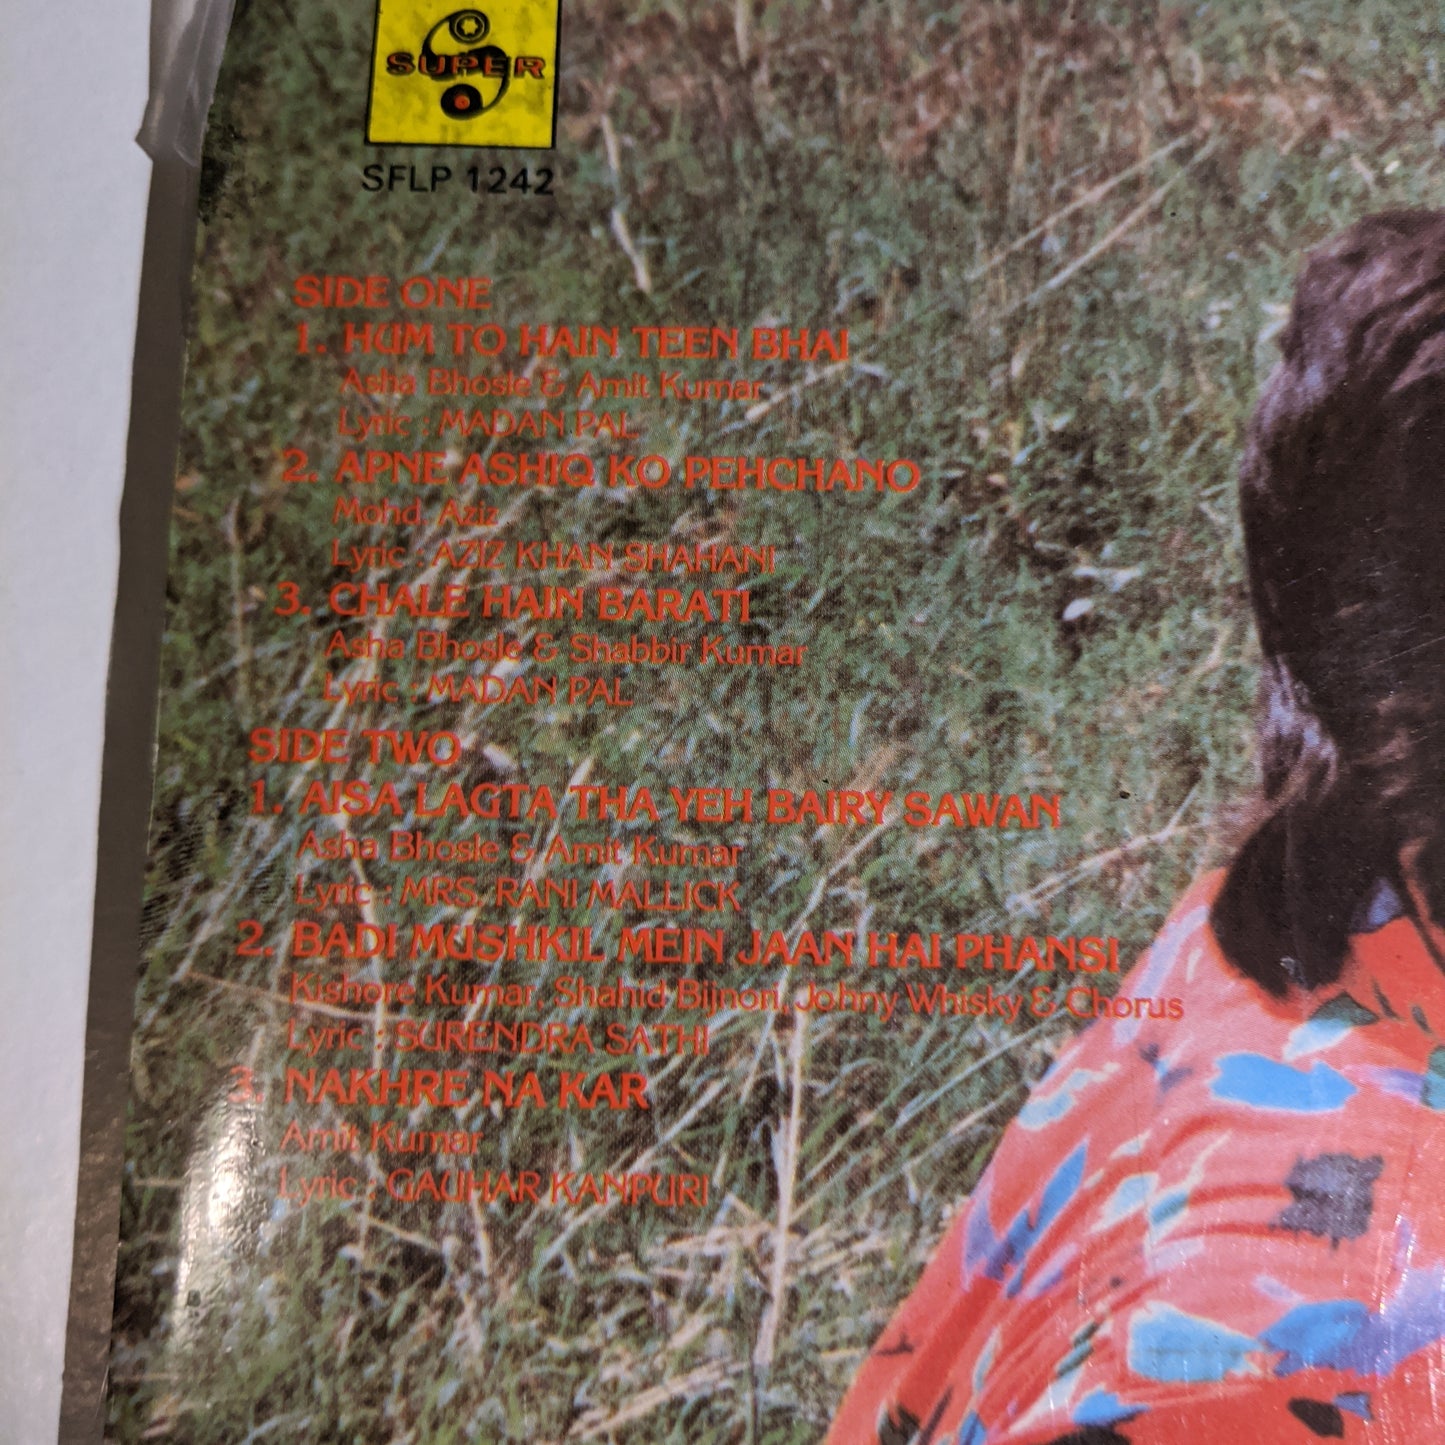 SUPER
SFLP 1242
SIDE ONE
1. HUM TO HAIN TEEN BHAI
Asha Bhosle & Amit Kumar
Lyric : MADAN PAL
2. APNE ASHIQ KO PEHCHANO
Mohd. Aziz
Lyric : AZIZ KHAN SHAHANI
3. CHALE HAIN BARATI
Asha Bhosle & Shabbir Kumar
Lyric : MADAN PAL
SIDE TWO
1. AISA LAGTA THA YEH BAIRY SAWAN
Asha Bhosle & Amit Kumar
Lyric : MRS. RANI MALLICK
2. BADI MUSHKIL MEIN JAAN HAI PHANSI
Kishore Kumar, Shahid Bijnori, Johny Whisky & Chorus
Lyric : SURENDRA SATHI
3. NAKHRE NA KAR
Amit Kumar
Lyric : GAUHAR KANPURI